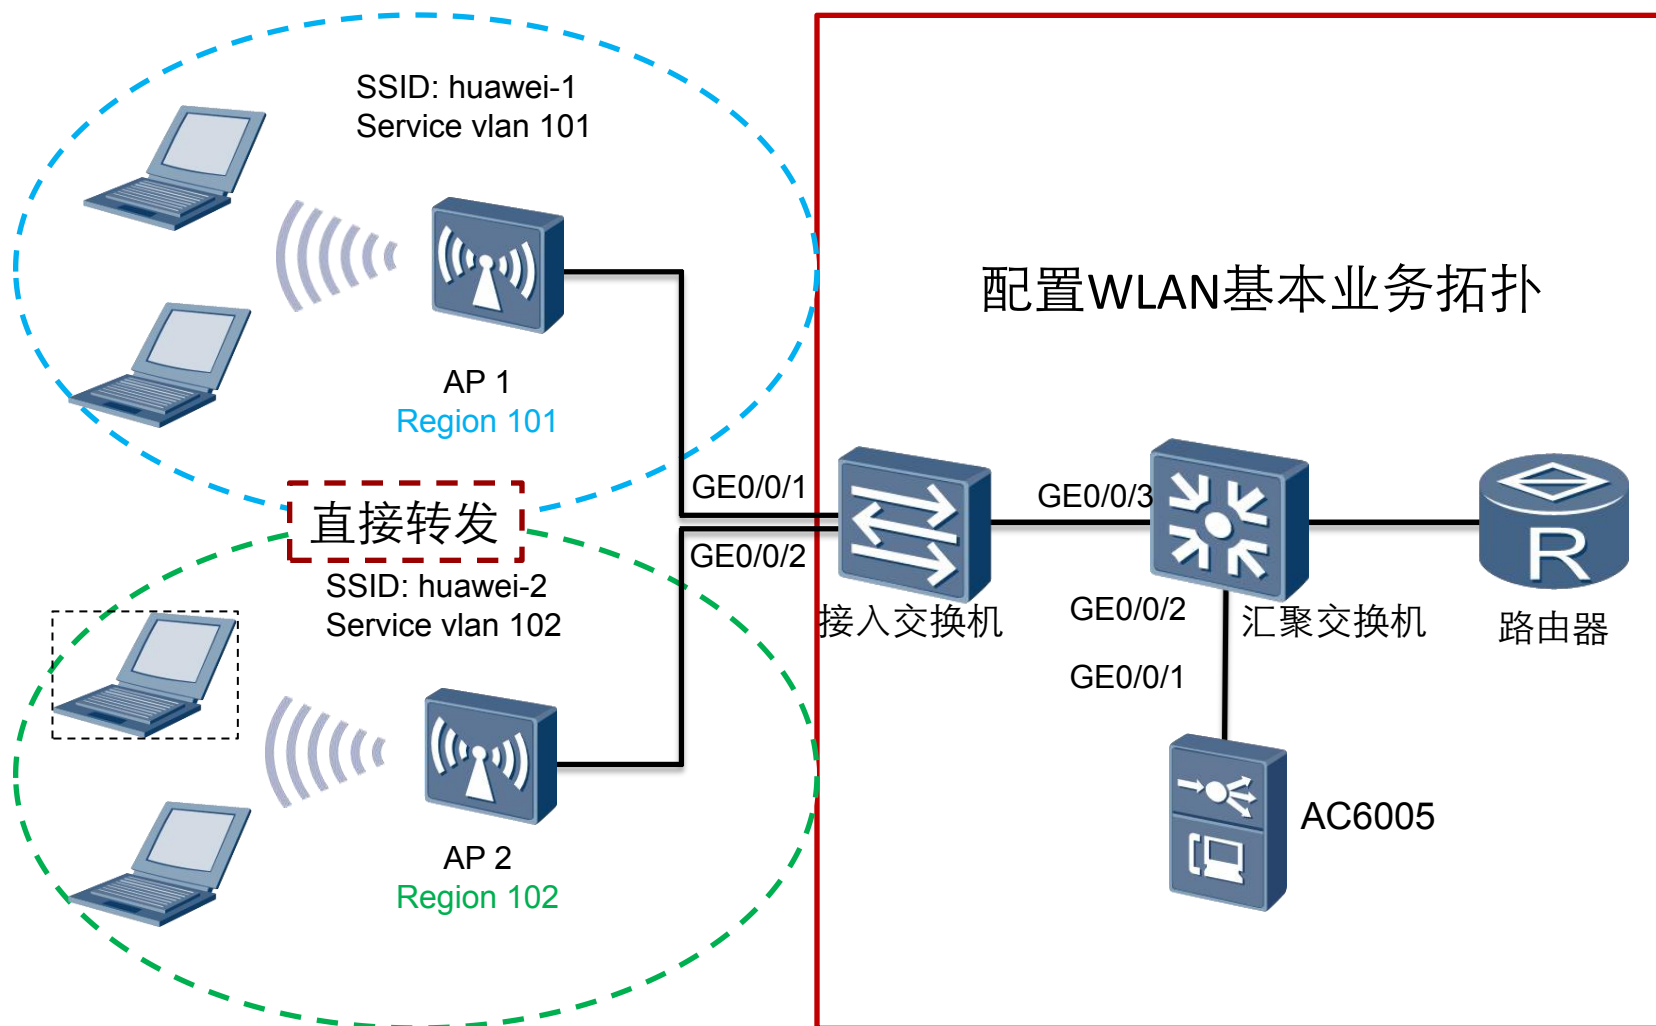 SSID: huawei-1
Service vlan 101
AP 1
Region 101
配置WLAN基本业务拓扑
GE0/0/1
直接转发
GE0/0/2
GE0/0/3
SSID: huawei-2
Service vlan 102
接入交换机
GE0/0/2
汇聚交换机
R
路由器
GE0/0/1
AC6005
AP 2
Region 102